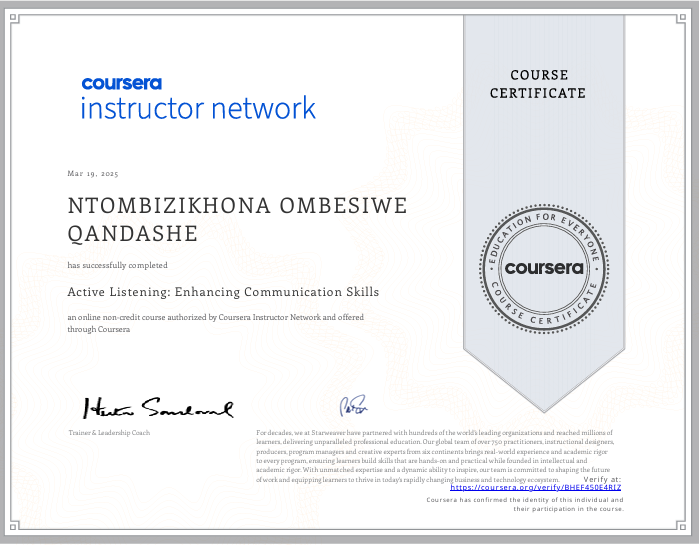 coursera
instructor network
COURSE
CERTIFICATE
Mar 19, 2025
NTOMBIZIKHONA OMBESIWE
QANDASHE
has successfully completed
Active Listening: Enhancing Communication Skills
an online non-credit course authorized by Coursera Instructor Network and offered
through Coursera
EDUCATION FOR EVERYONE
coursera
COURSE CERTIFICATE
Trainer & Leadership Coach
For decades, we at Starweaver have partnered with hundreds of the world's leading organizations and reached millions of
learners, delivering unparalleled professional education. Our global team of over 750 practitioners, instructional designers,
producers, program managers and creative experts from six continents brings real-world experience and academic rigor
to every program, ensuring learners build skills that are hands-on and practical while founded in intellectual and
academic rigor. With unmatched expertise and a dynamic ability to inspire, our team is committed to shaping the future
of work and equipping learners to thrive in today's rapidly changing business and technology ecosystem.
Verify at:
https://coursera.org/verify/BHEF450E4RIZ
Coursera has confirmed the identity of this individual and
their participation in the course.